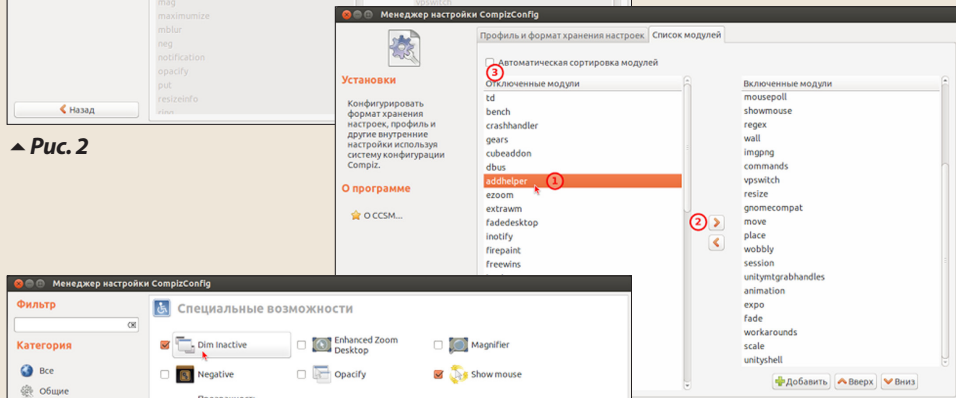 mag
maximumize
mblur
neg
notification
opacify
put
resizeinfo
ring
vpswitch
Назад
Рис. 2
Менеджер настройки CompizConfig
Установки
Конфигурировать
формат хранения
настроек, профиль и
другие внутренние
настройки используя
систему конфигурации
Compiz.
О программе
О CCSM...
Профиль и формат хранения настроек
Список модулей
Автоматическая сортировка модулей
3
Отключенные модули
td
bench
crashhandler
gears
cubeaddon
dbus
addhelper
1
ezoom
extrawm
fadedesktop
inotify
firepaint
freewins
2
Включенные модули
mousepoll
showmouse
regex
wall
imgpng
commands
vpswitch
resize
gnomecompat
move
place
wobbly
session
unitymtgrabhandles
animation
expo
fade
workarounds
scale
unityshell
Добавить
Вверх
Вниз
Менеджер настройки CompizConfig
Фильтр
Категория
Все
Общие
Специальные возможности
Dim Inactive
Enhanced Zoom
Desktop
Magnifier
Negative
Opacify
Show mouse